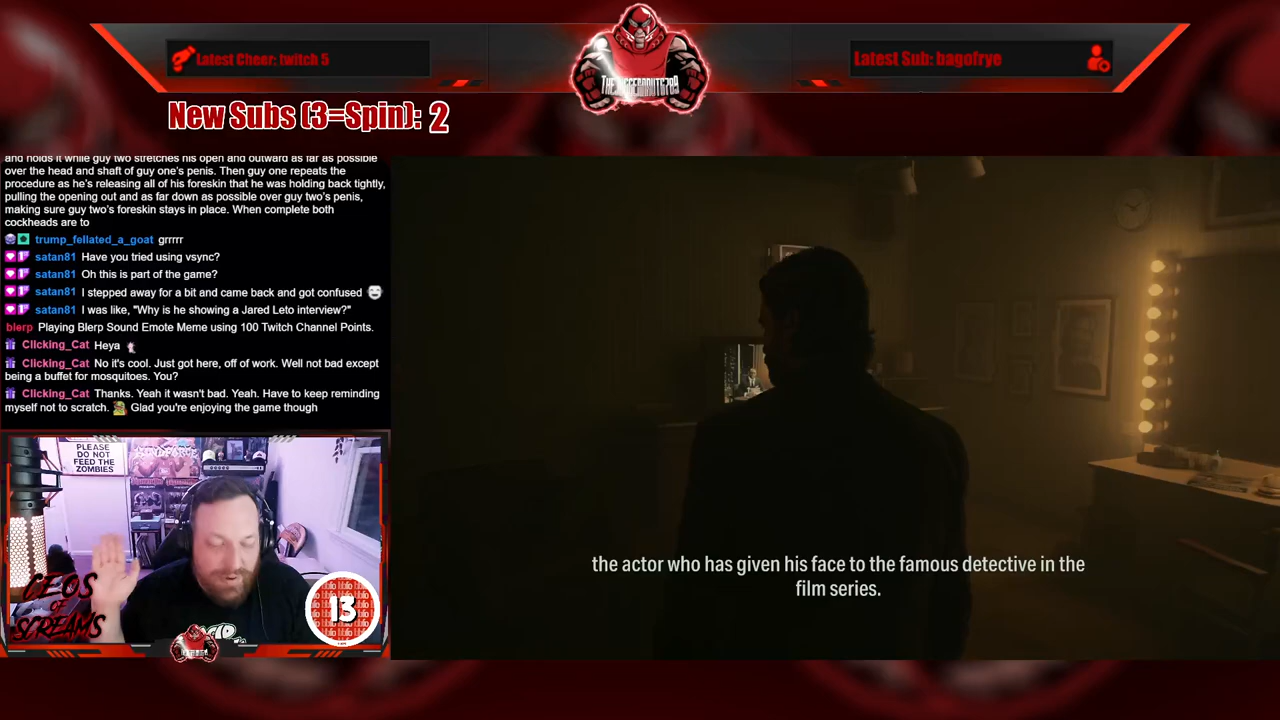 Latest Cheer: twitch 5
THEJUGGERNAUT6789
Latest Sub: bagofrye
New Subs (3=Spin): 2
and holds it while guy two stretches his open and outward as far as possible
over the head and shaft of guy one's penis. Then guy one repeats the
procedure as he's releasing all of his foreskin that he was holding back tightly,
pulling the opening out and as far down as possible over guy two's penis,
making sure guy two's foreskin stays in place. When complete both
cockheads are to
trump_fellated_a_goat grrrrr
satan81 Have you tried using vsync?
satan81 Oh this is part of the game?
satan81 I stepped away for a bit and came back and got confused
satan81 I was like, "Why is he showing a Jared Leto interview?"
blerp Playing Blerp Sound Emote Meme using 100 Twitch Channel Points.
Clicking_Cat Heya
Clicking_Cat No it's cool. Just got here, off of work. Well not bad except
being a buffet for mosquitoes. You?
Clicking_Cat Thanks. Yeah it wasn't bad. Yeah. Have to keep reminding
myself not to scratch. Glad you're enjoying the game though
PLEASE
DO NOT
FEED THE
ZOMBIES
CEOS
OF
SCREAMS
13
the actor who has given his face to the famous detective in the
film series.